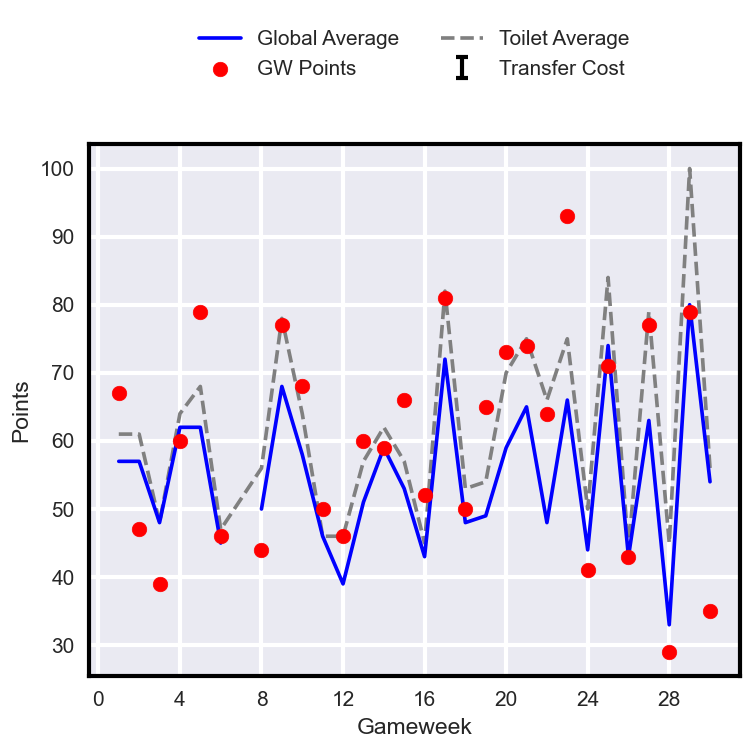 Global Average
Toilet Average
GW Points
Transfer Cost
100
90
80
70
60
50
40
30
Points
0 4 8 12 16 20 24 28
Gameweek